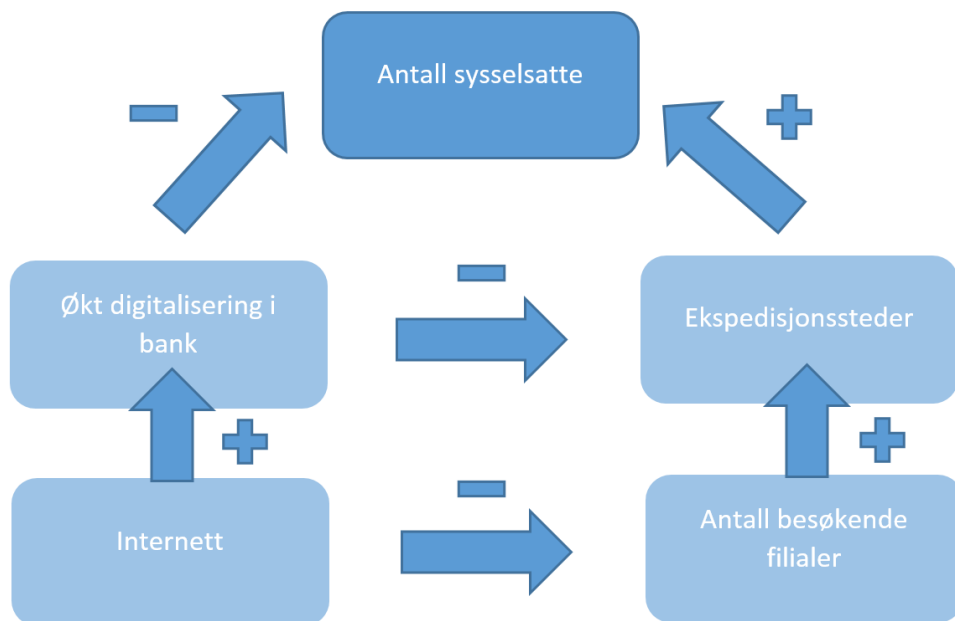 Antall sysselsatte
Økt digitalisering i
bank
Ekspedisjonssteder
Internett
Antall besøkende
filialer